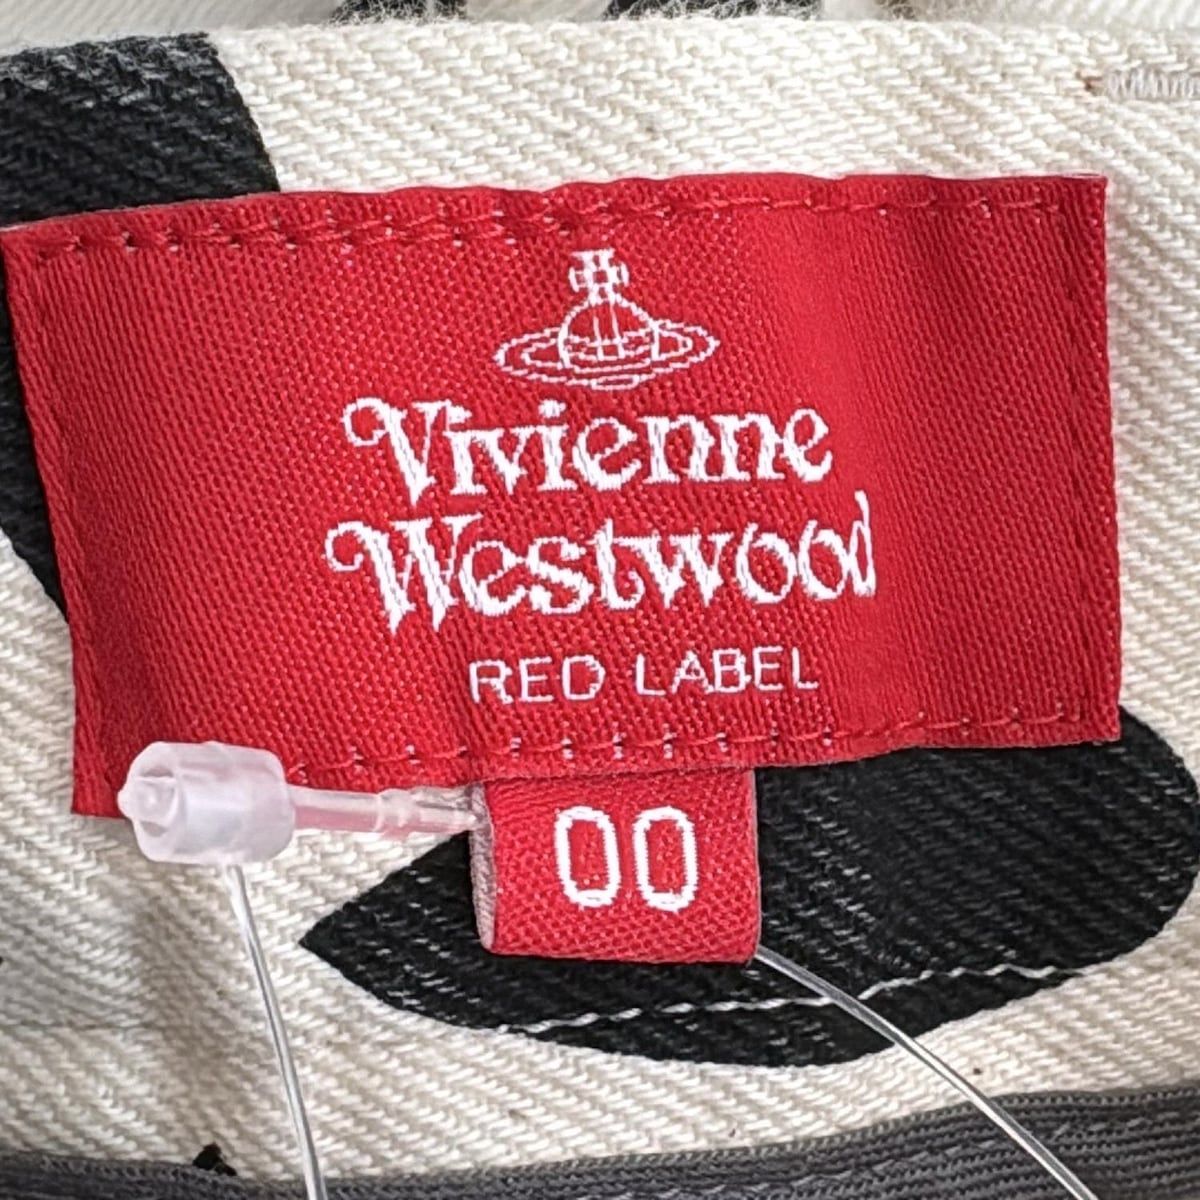 Vivienne
Westwood
RED LABEL
00